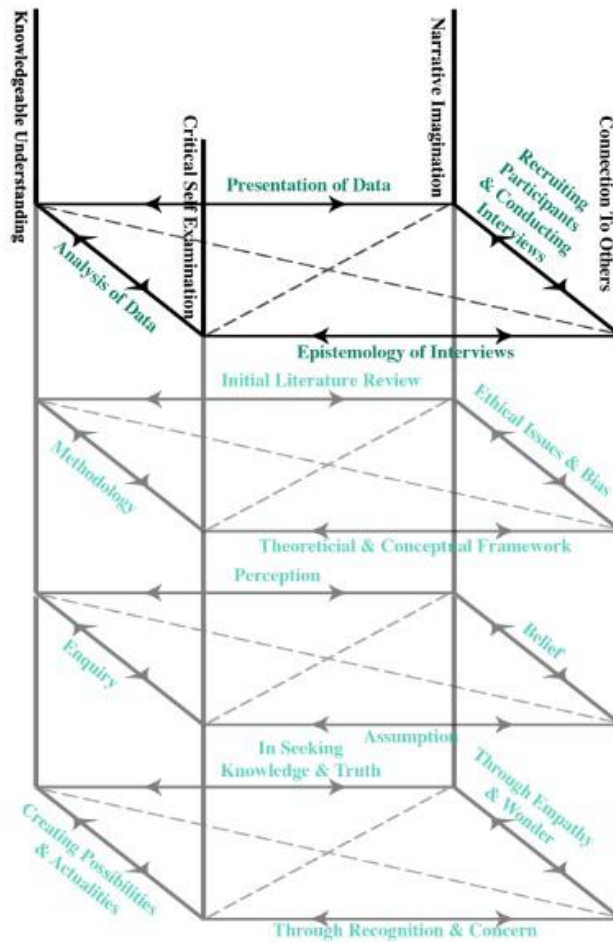 Knowledgeable Understanding
Critical Self Examination
Narrative Imagination
Connection To Others
Presentation of Data
Recruiting
Participants
& Conducting
Interviews
Analysis of Data
Epistemology of Interviews
Initial Literature Review
Ethical Issues & Bias
Methodology
Theoreticial & Conceptual Framework
Perception
Belief
Enquiry
Assumption
In Seeking
Knowledge & Truth
Through Empathy
& Wonder
Creating Possibilities
& Actualities
Through Recognition & Concern